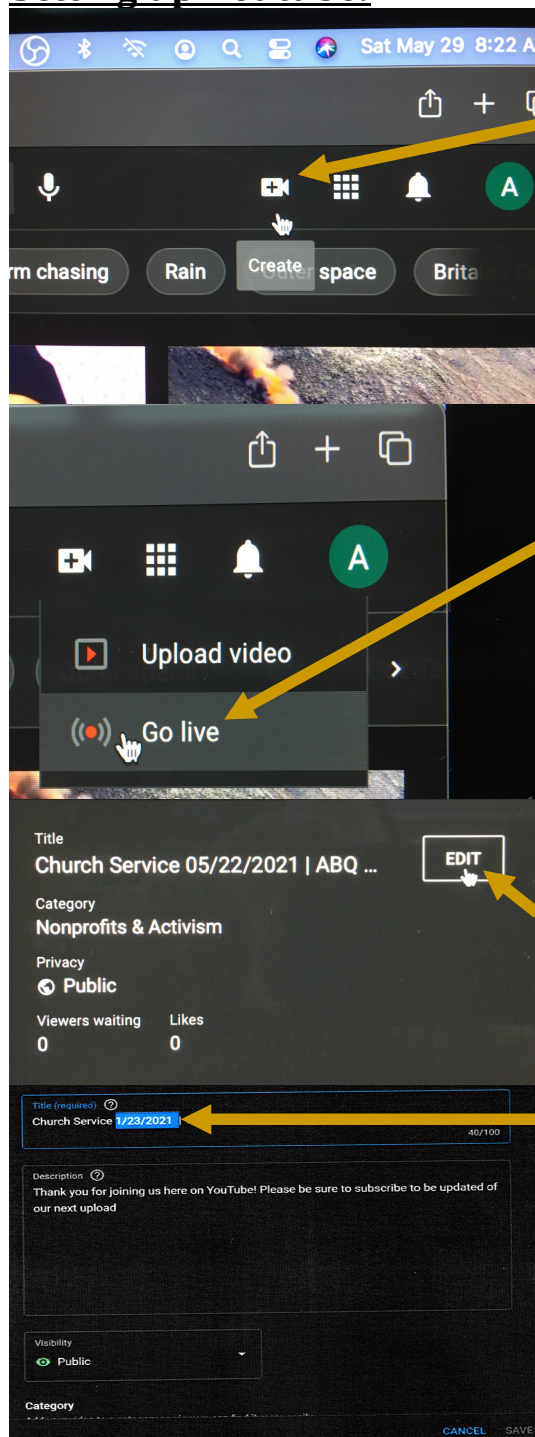 Sat May 29 8:22 A
A
rm chasing
Rain
Create
space
Brita
A
Upload video
Go live
Title
Church Service 05/22/2021 | ABQ ...
EDIT
Category
Nonprofits & Activism
Privacy
Public
Viewers waiting
Likes
0
0
Title (required)
Church Service 1/23/2021 |
40/100
Description
Thank you for joining us here on YouTube! Please be sure to subscribe to be updated of
our next upload
Visibility
Public
Category
CANCEL
SAVE